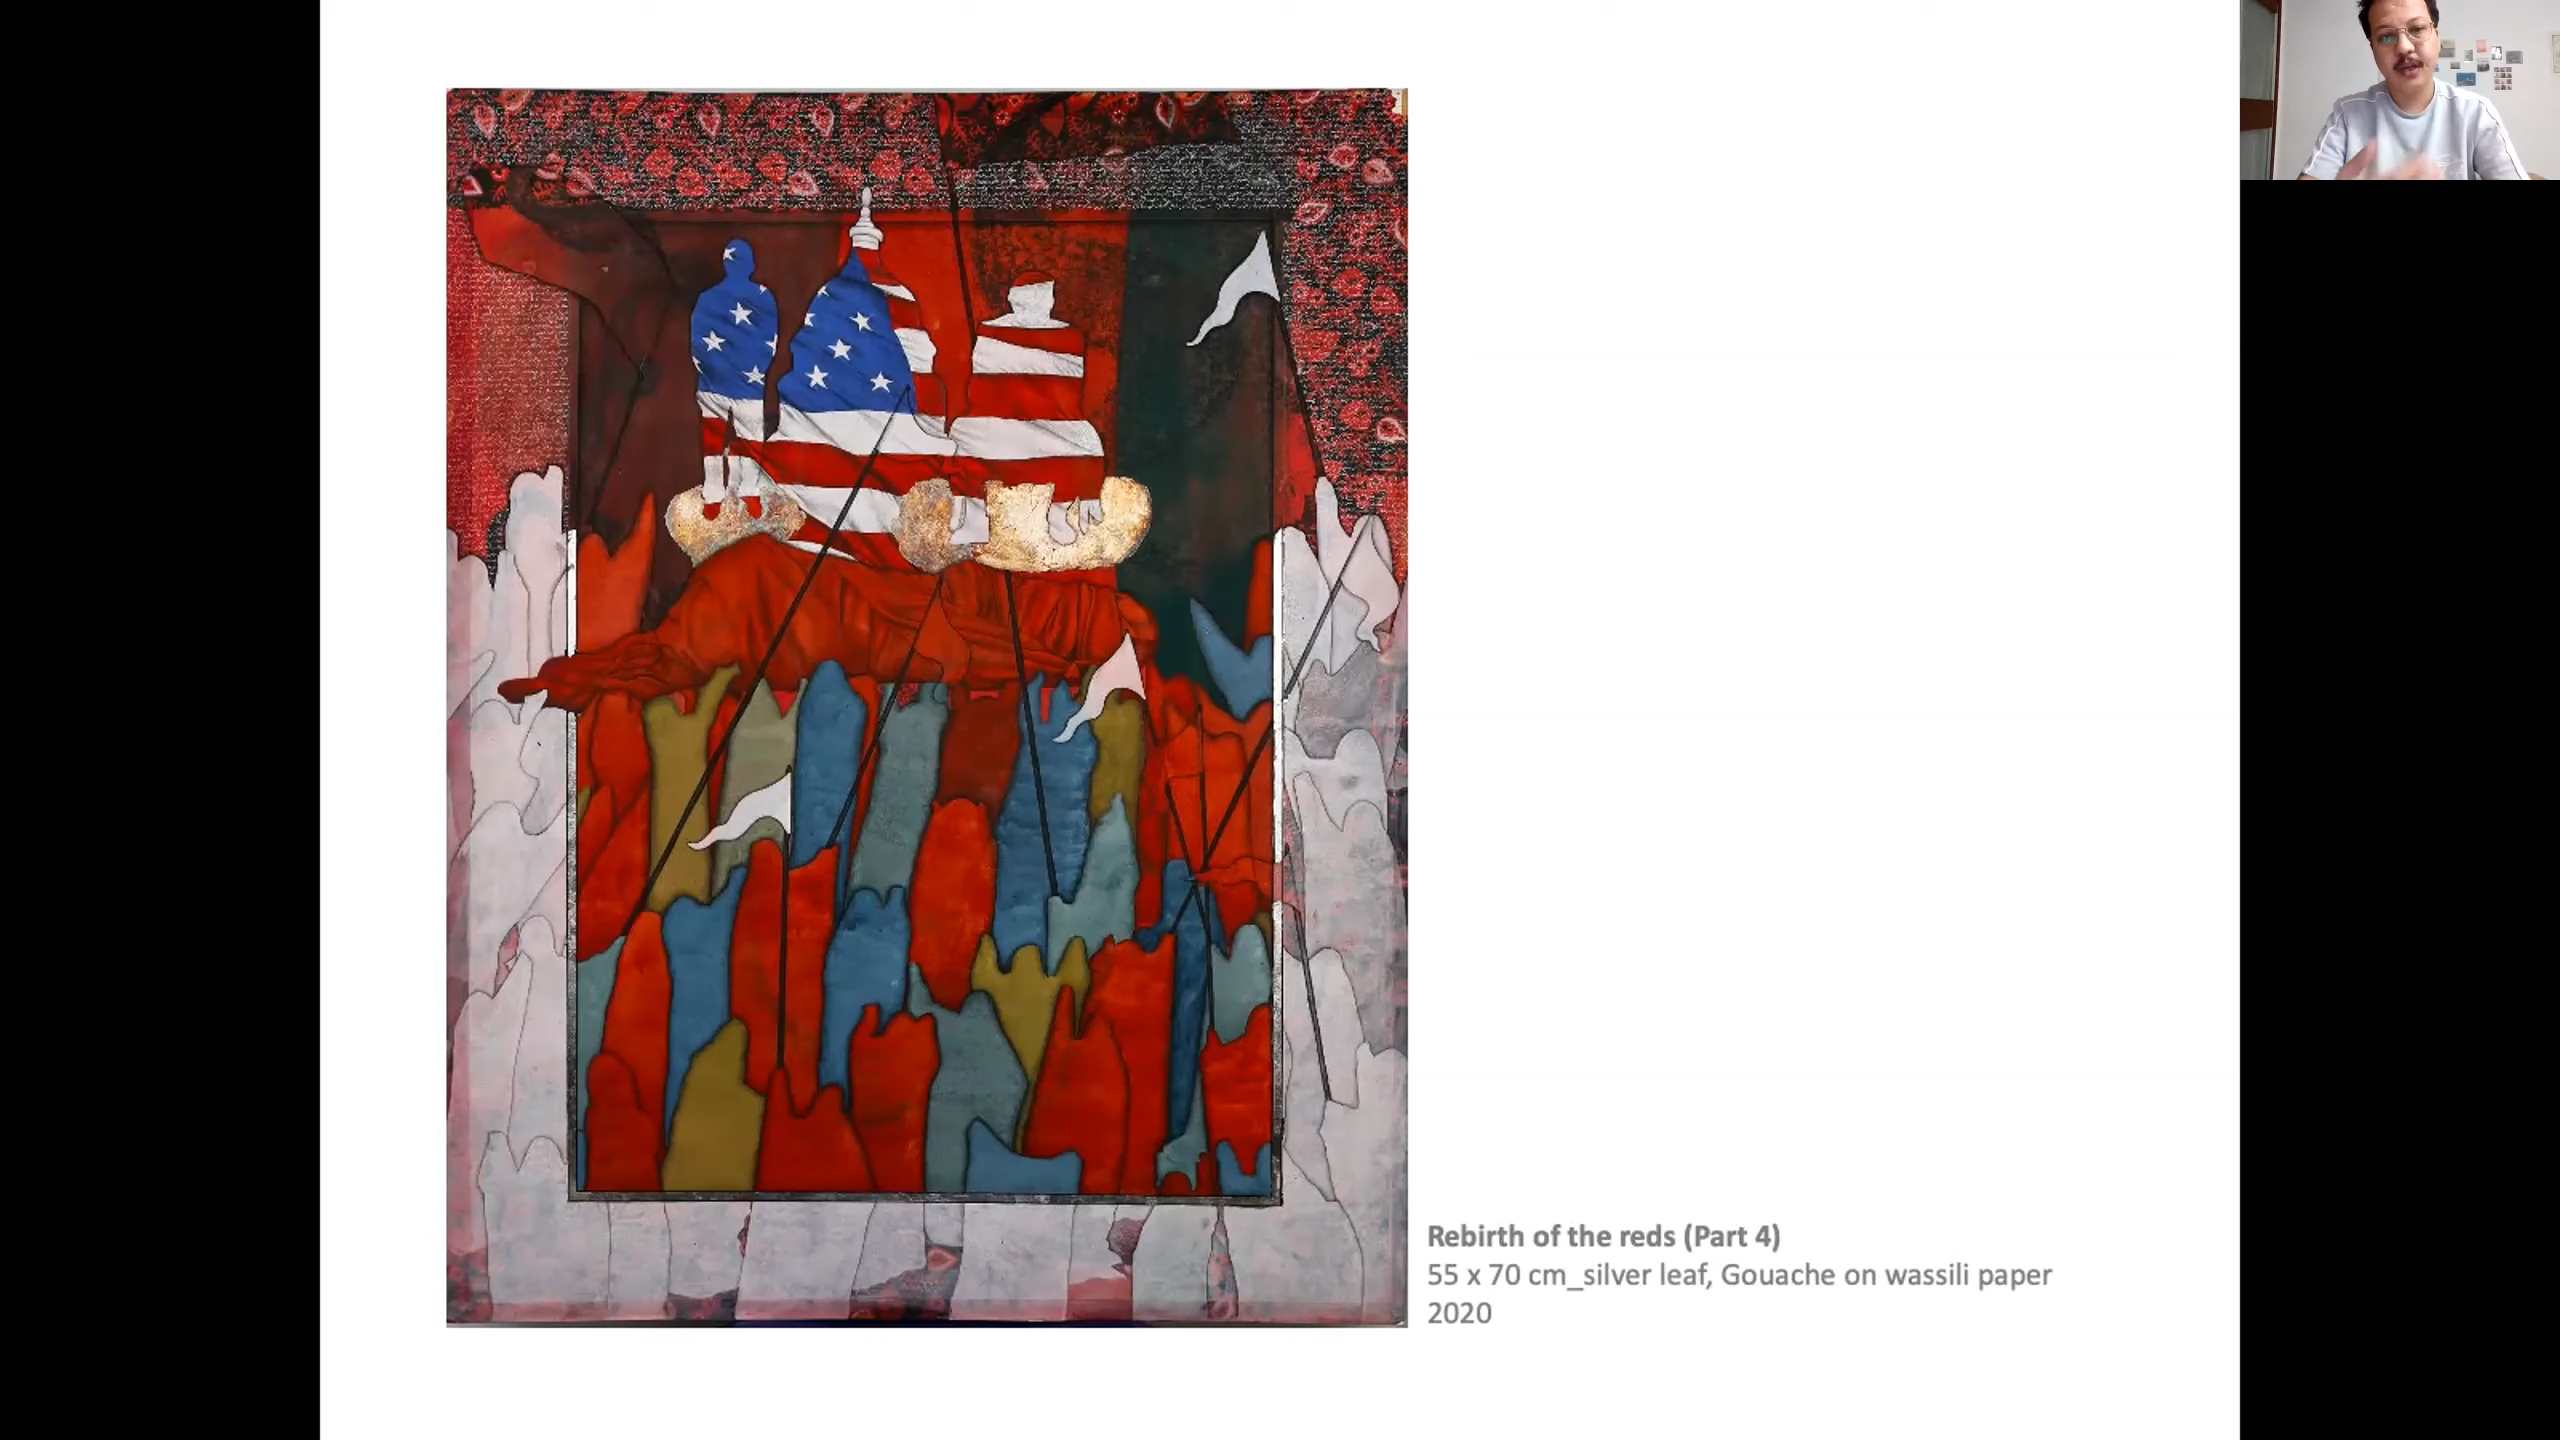 Rebirth of the reds (Part 4)
55 x 70 cm_silver leaf, Gouache on wassili paper
2020